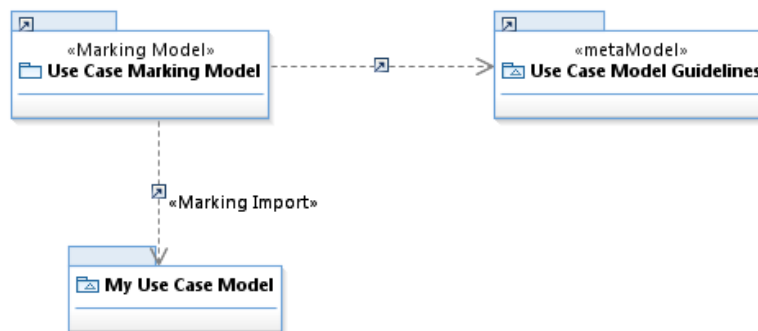 «Marking Model»
Use Case Marking Model
«metaModel»
Use Case Model Guidelines
«Marking Import»
My Use Case Model